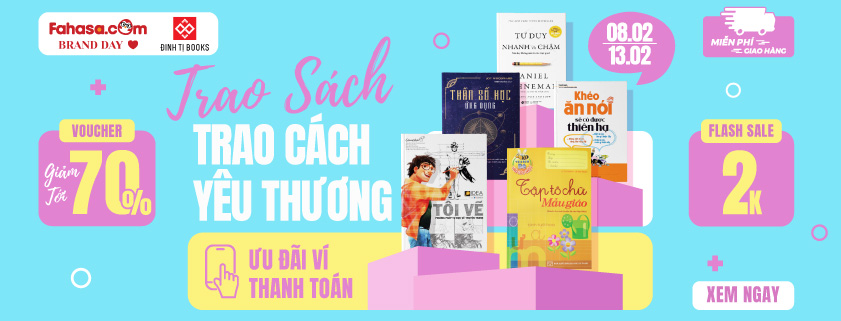 Fahasa.com
BRAND DAY
ĐINH TỊ BOOKS
08.02
13.02
MIỄN PHÍ
GIAO HÀNG
Trao Sách
TRAO CÁCH
YÊU THƯƠNG
VOUCHER
Giảm
Tới
70%
FLASH SALE
2K
TƯ DUY
NHANH và CHẬM
DANIEL
THẦN SỐ HỌC
ỨNG DỤNG
Khéo
ăn nói
sẽ có được
thiên hạ
IDEA
TÔI VẼ
Tập tô chữ
Mẫu giáo
ƯU ĐÃI VÍ
THANH TOÁN
XEM NGAY